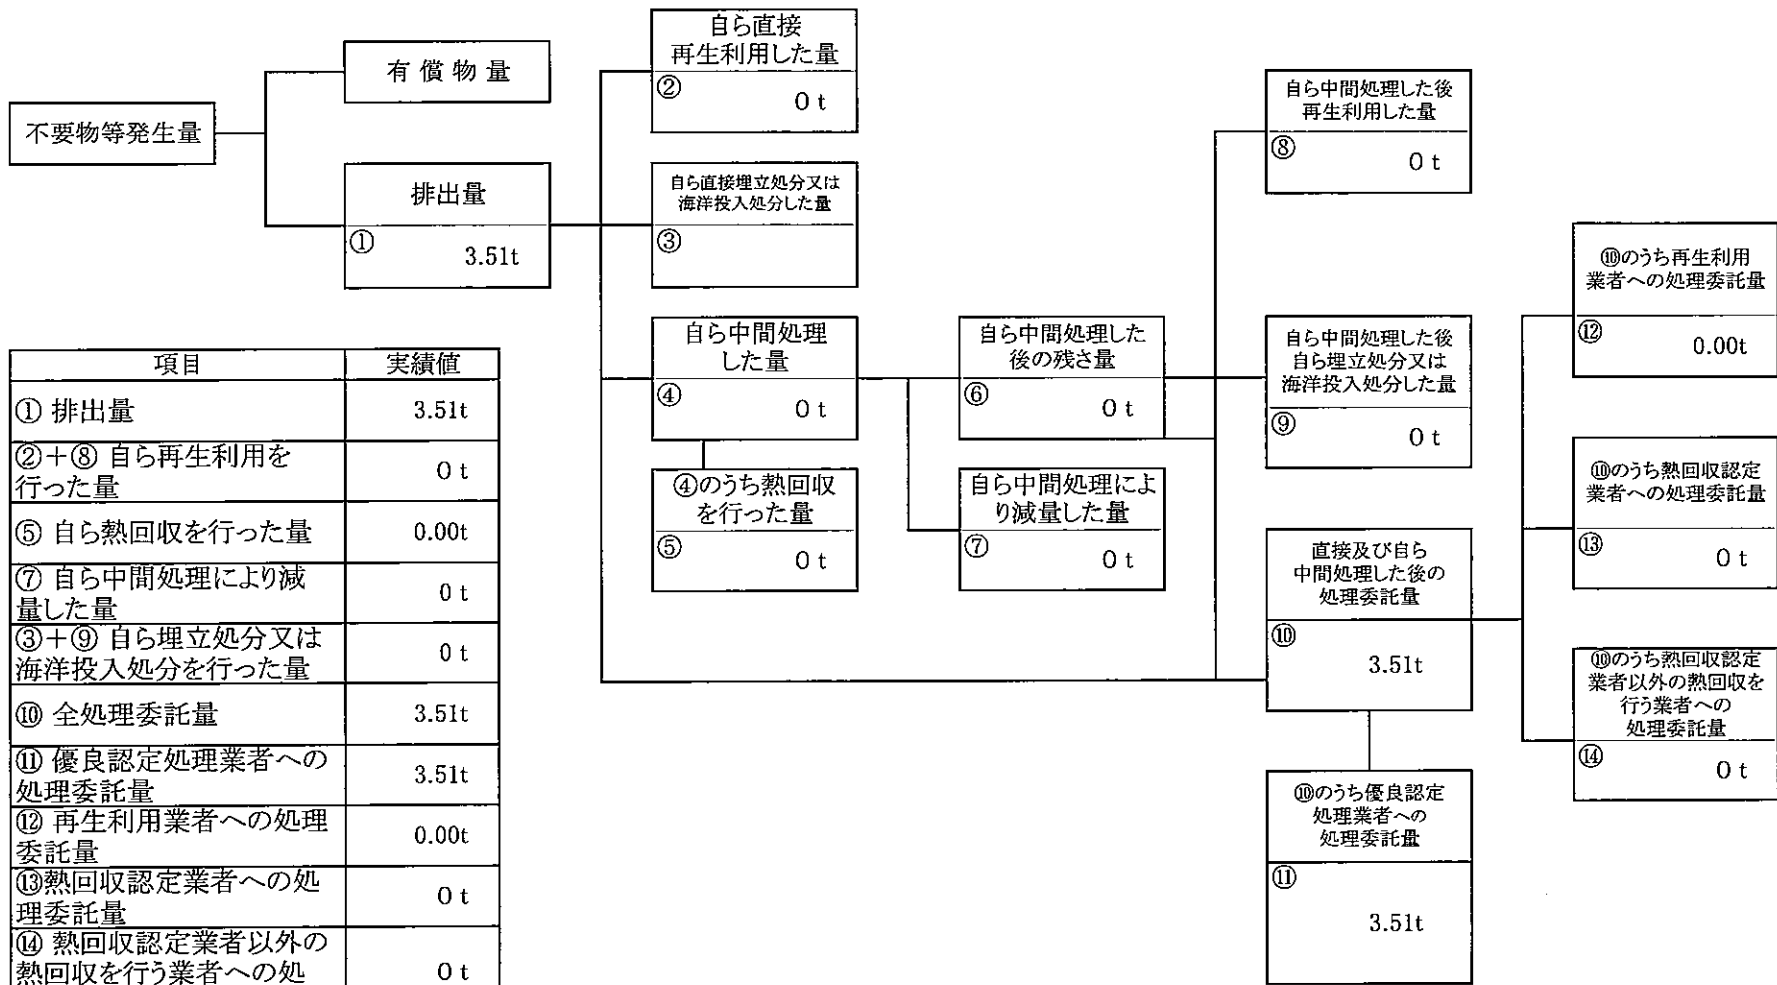 不要物等発生量
有償物量
排出量
①
3.51t
自ら直接
再生利用した量
②
0 t
自ら直接埋立処分又は
海洋投入処分した量
③
自ら中間処理
した量
④
0 t
④のうち熱回収
を行った量
⑤
0 t
自ら中間処理した
後の残さ量
⑥
0 t
自ら中間処理によ
り減量した量
⑦
0 t
自ら中間処理した後
再生利用した量
⑧
0 t
自ら中間処理した後
自ら埋立処分又は
海洋投入処分した量
⑨
0 t
直接及び自ら
中間処理した後の
処理委託量
⑩
3.51t
⑩のうち優良認定
処理業者への
処理委託量
⑪
3.51t
⑩のうち再生利用
業者への処理委託量
⑫
0.00t
⑩のうち熱回収認定
業者への処理委託量
⑬
0 t
⑩のうち熱回収認定
業者以外の熱回収を
行う業者への
処理委託量
⑭
0 t
項目 実績値
① 排出量 3.51t
②+⑧ 自ら再生利用を
行った量 0 t
⑤ 自ら熱回収を行った量 0.00t
⑦ 自ら中間処理により減
量した量 0 t
③+⑨ 自ら埋立処分又は
海洋投入処分を行った量 0 t
⑩ 全処理委託量 3.51t
⑪ 優良認定処理業者への
処理委託量 3.51t
⑫ 再生利用業者への処理
委託量 0.00t
⑬熱回収認定業者への処
理委託量 0 t
⑭ 熱回収認定業者以外の
熱回収を行う業者への処 0 t